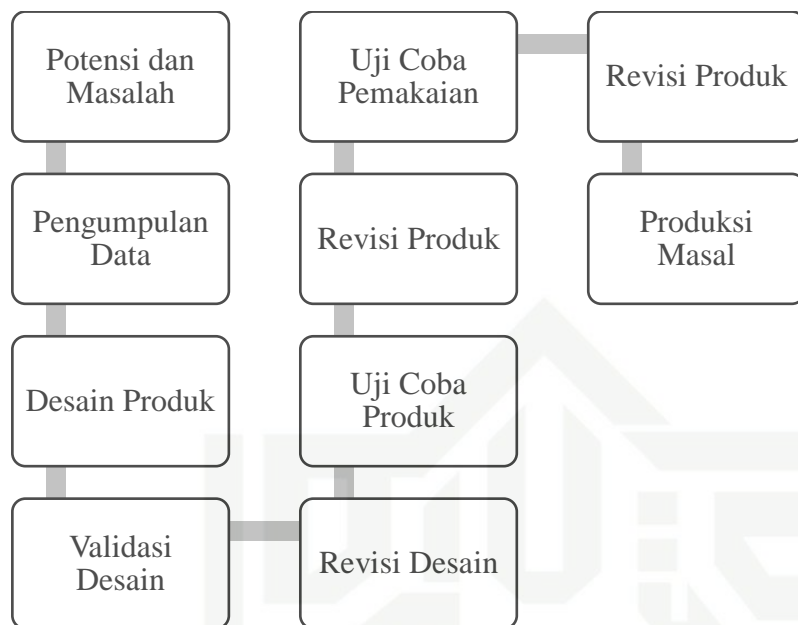 Potensi dan
Masalah
Pengumpulan
Data
Desain Produk
Validasi
Desain
Revisi Desain
Uji Coba
Produk
Revisi Produk
Uji Coba
Pemakaian
Revisi Produk
Produksi
Masal